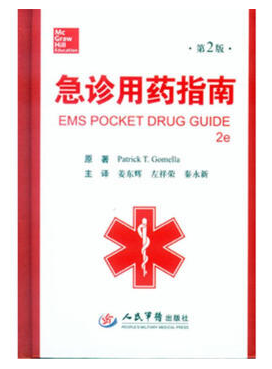 Mc
Graw
Hill
Education
·第2版·
急诊用药指南
EMS POCKET DRUG GUIDE
2e
原 著 Patrick T. Gomella
主 译 姜东辉 左祥荣 秦永新
人民军醫出版社
PEOPLE'S MILITARY MEDICAL PRESS